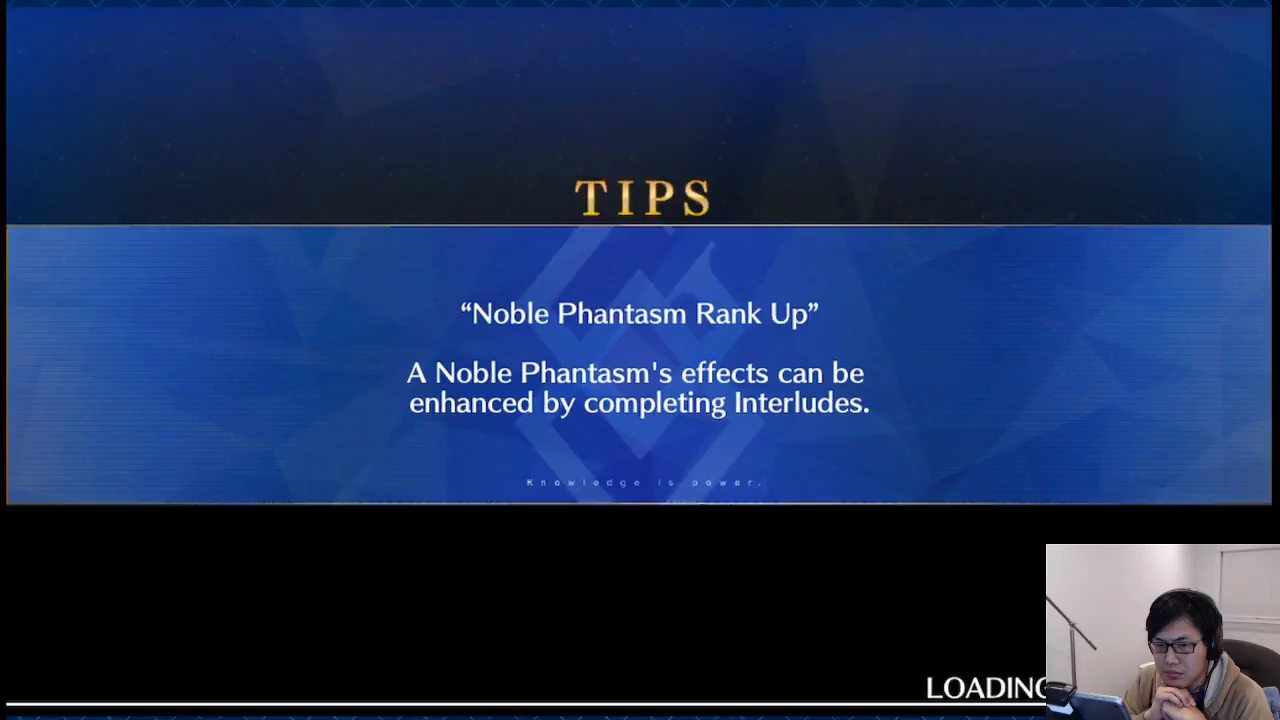 TIPS
“Noble Phantasm Rank Up”
A Noble Phantasm's effects can be
enhanced by completing Interludes.
Knowledge is power.
LOADING